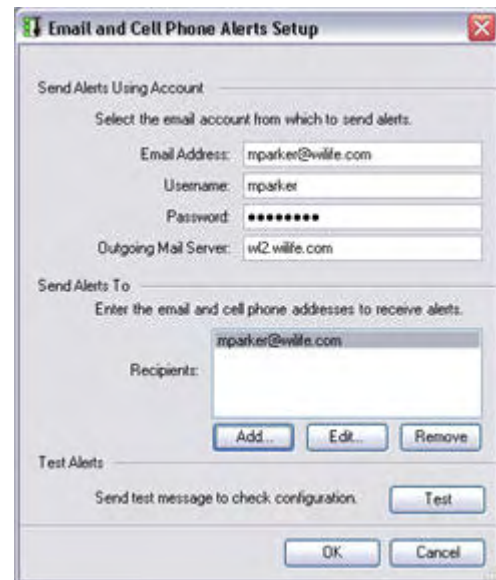 Email and Cell Phone Alerts Setup
Send Alerts Using Account
Select the email account from which to send alerts.
Email Address: mparker@wilife.com
Username: mparker
Password: ●●●●●●●●
Outgoing Mail Server: wl2.wilife.com
Send Alerts To
Enter the email and cell phone addresses to receive alerts.
mparker@wilife.com
Recipients:
Add... Edit... Remove
Test Alerts
Send test message to check configuration. Test
OK Cancel